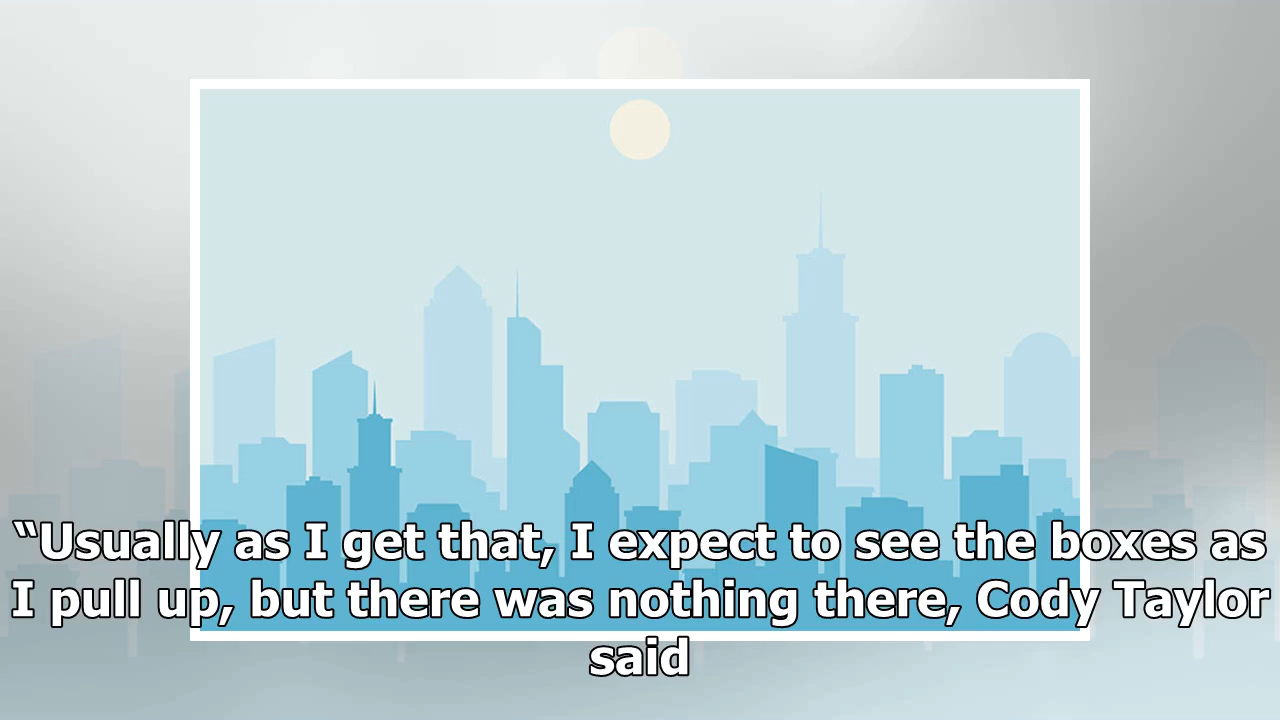 “Usually as I get that, I expect to see the boxes as
I pull up, but there was nothing there, Cody Taylor
said